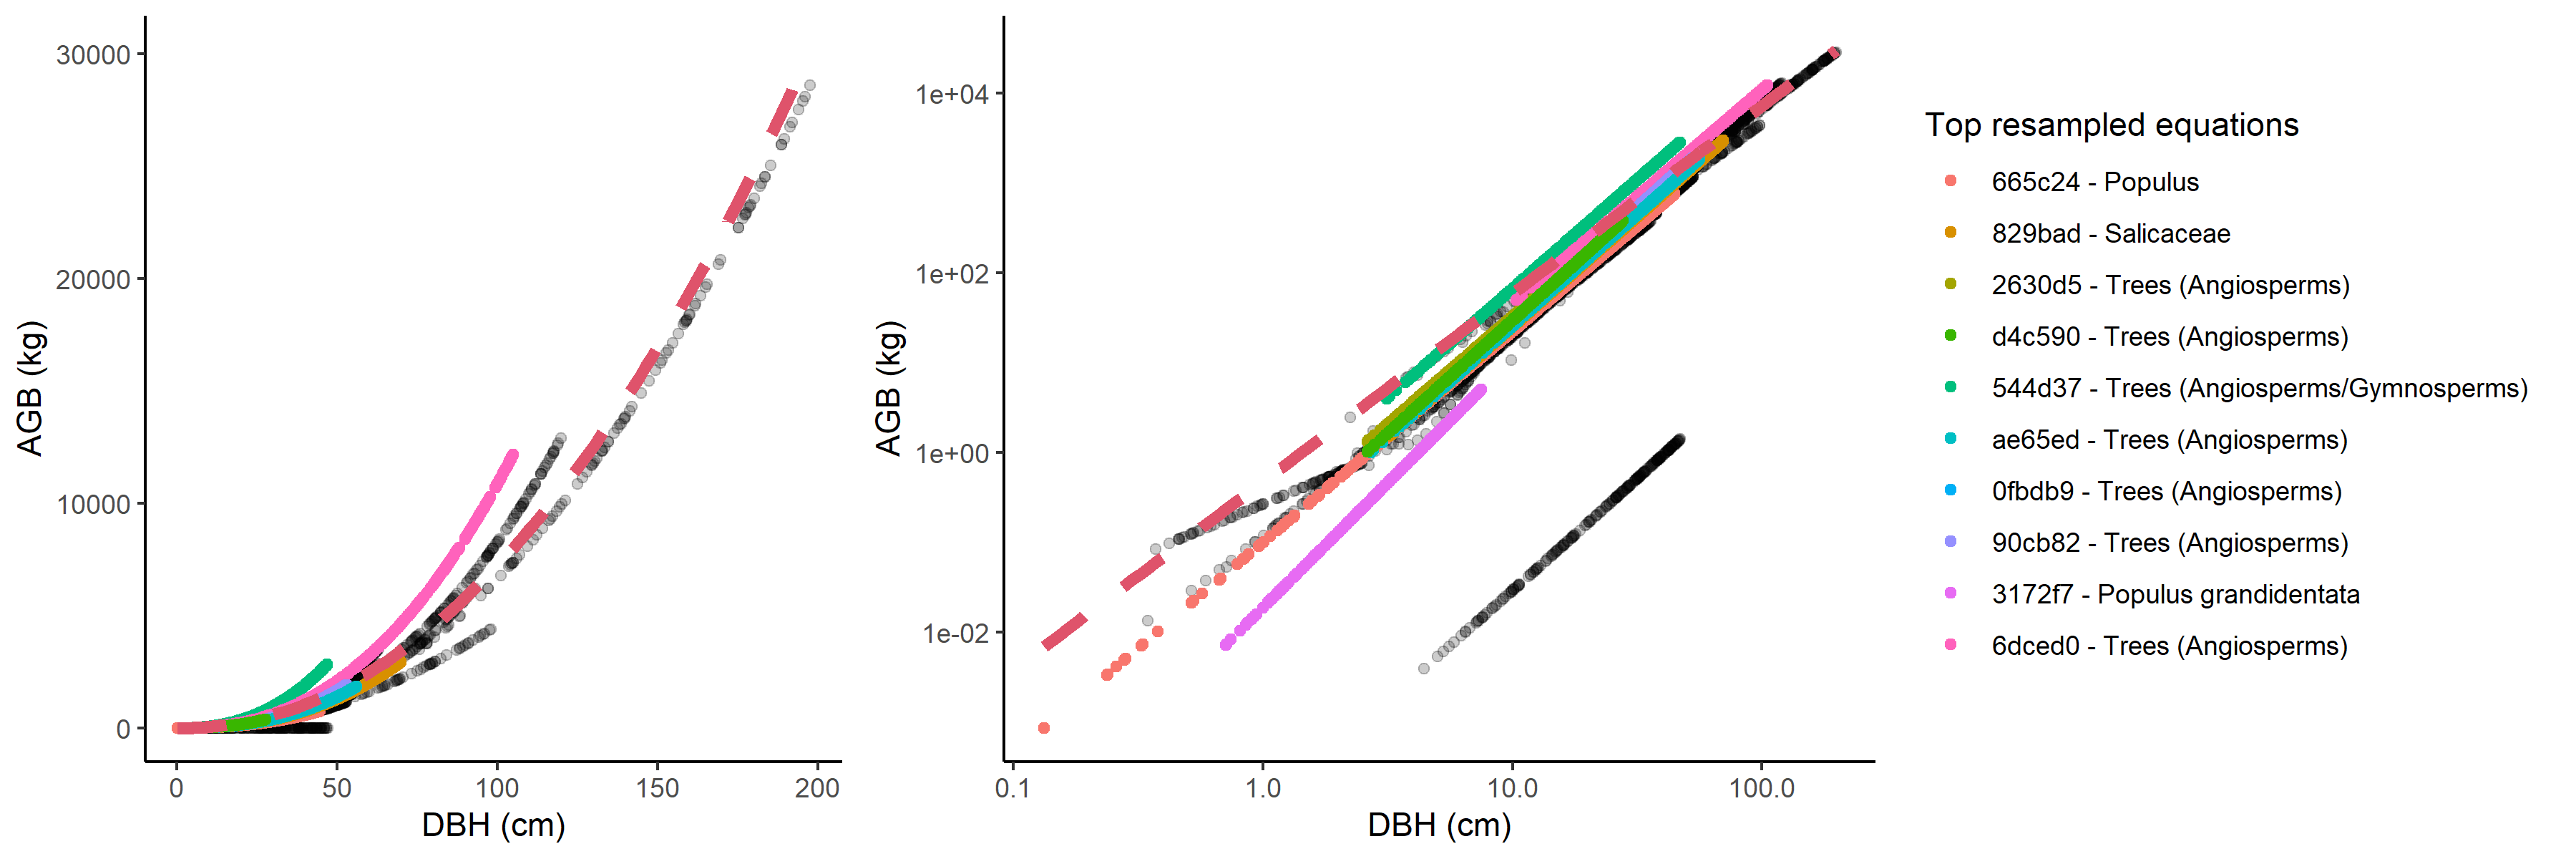 30000
20000
10000
0
AGB (kg)
0 50 100 150 200
DBH (cm)
1e+04
1e+02
1e+00
1e-02
AGB (kg)
0.1 1.0 10.0 100.0
DBH (cm)
Top resampled equations
665c24 - Populus
829bad - Salicaceae
2630d5 - Trees (Angiosperms)
d4c590 - Trees (Angiosperms)
544d37 - Trees (Angiosperms/Gymnosperms)
ae65ed - Trees (Angiosperms)
0fbdb9 - Trees (Angiosperms)
90cb82 - Trees (Angiosperms)
3172f7 - Populus grandidentata
6dced0 - Trees (Angiosperms)